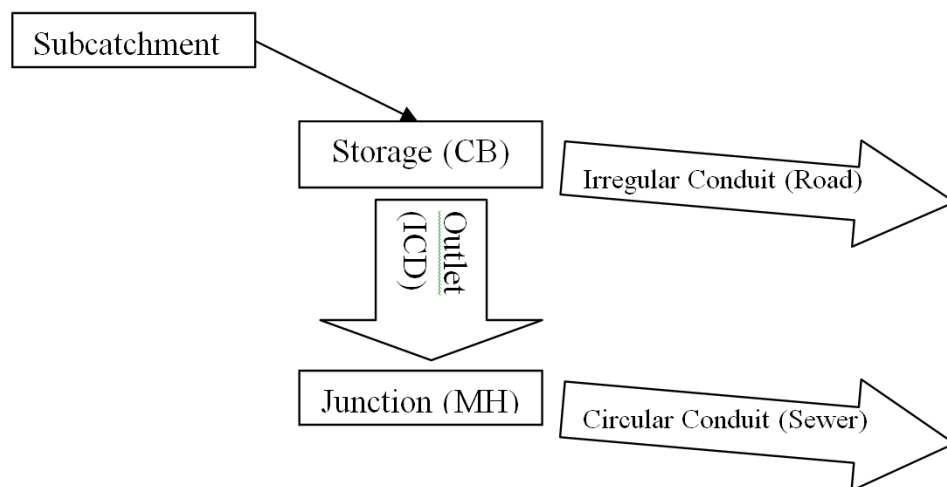 Subcatchment
Storage (CB)
Irregular Conduit (Road)
Outlet
(ICD)
Junction (MH)
Circular Conduit (Sewer)